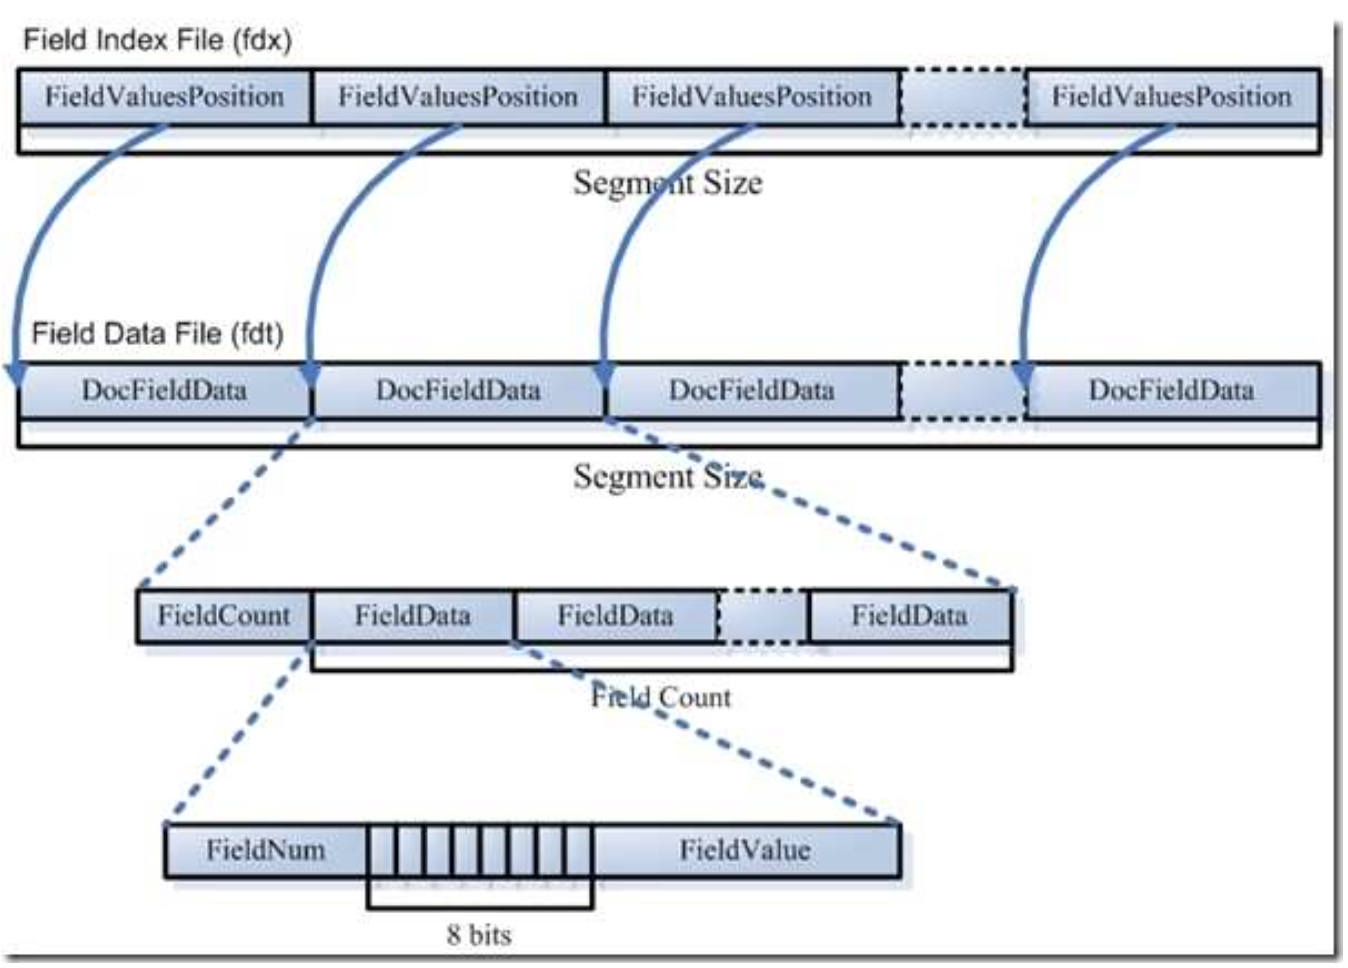 Field Index File (fdx)
FieldValuesPosition FieldValuesPosition FieldValuesPosition FieldValuesPosition
Segment Size
Field Data File (fdt)
DocFieldData DocFieldData DocFieldData DocFieldData
Segment Size
FieldCount FieldData FieldData FieldData
Field Count
FieldNum FieldValue
8 bits